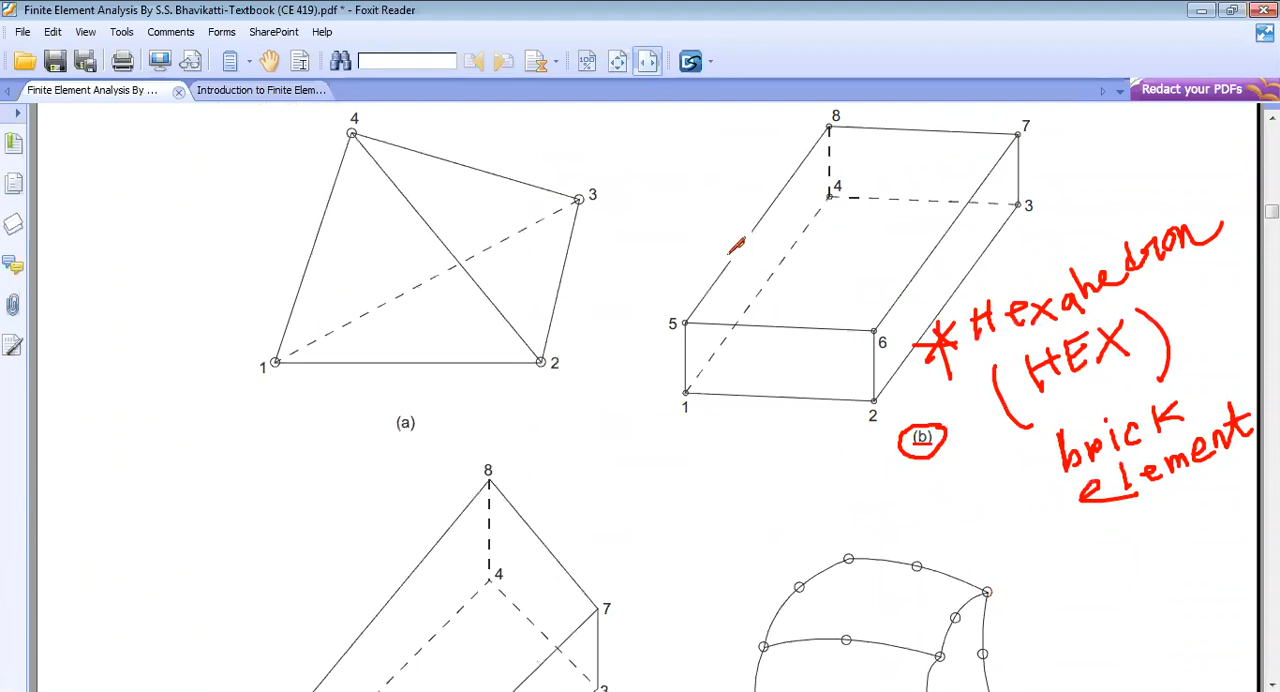 Finite Element Analysis By S.S. Bhavikatti-Textbook (CE 419).pdf * - Foxit Reader
File Edit View Tools Comments Forms SharePoint Help
Finite Element Analysis By ... Introduction to Finite Elem... Redact your PDFs
4
3
1
2
(a)
8
7
4
3
5
6
1
2
(b)
* Hexahedron
(HEX)
brick
element
8
4
7
3